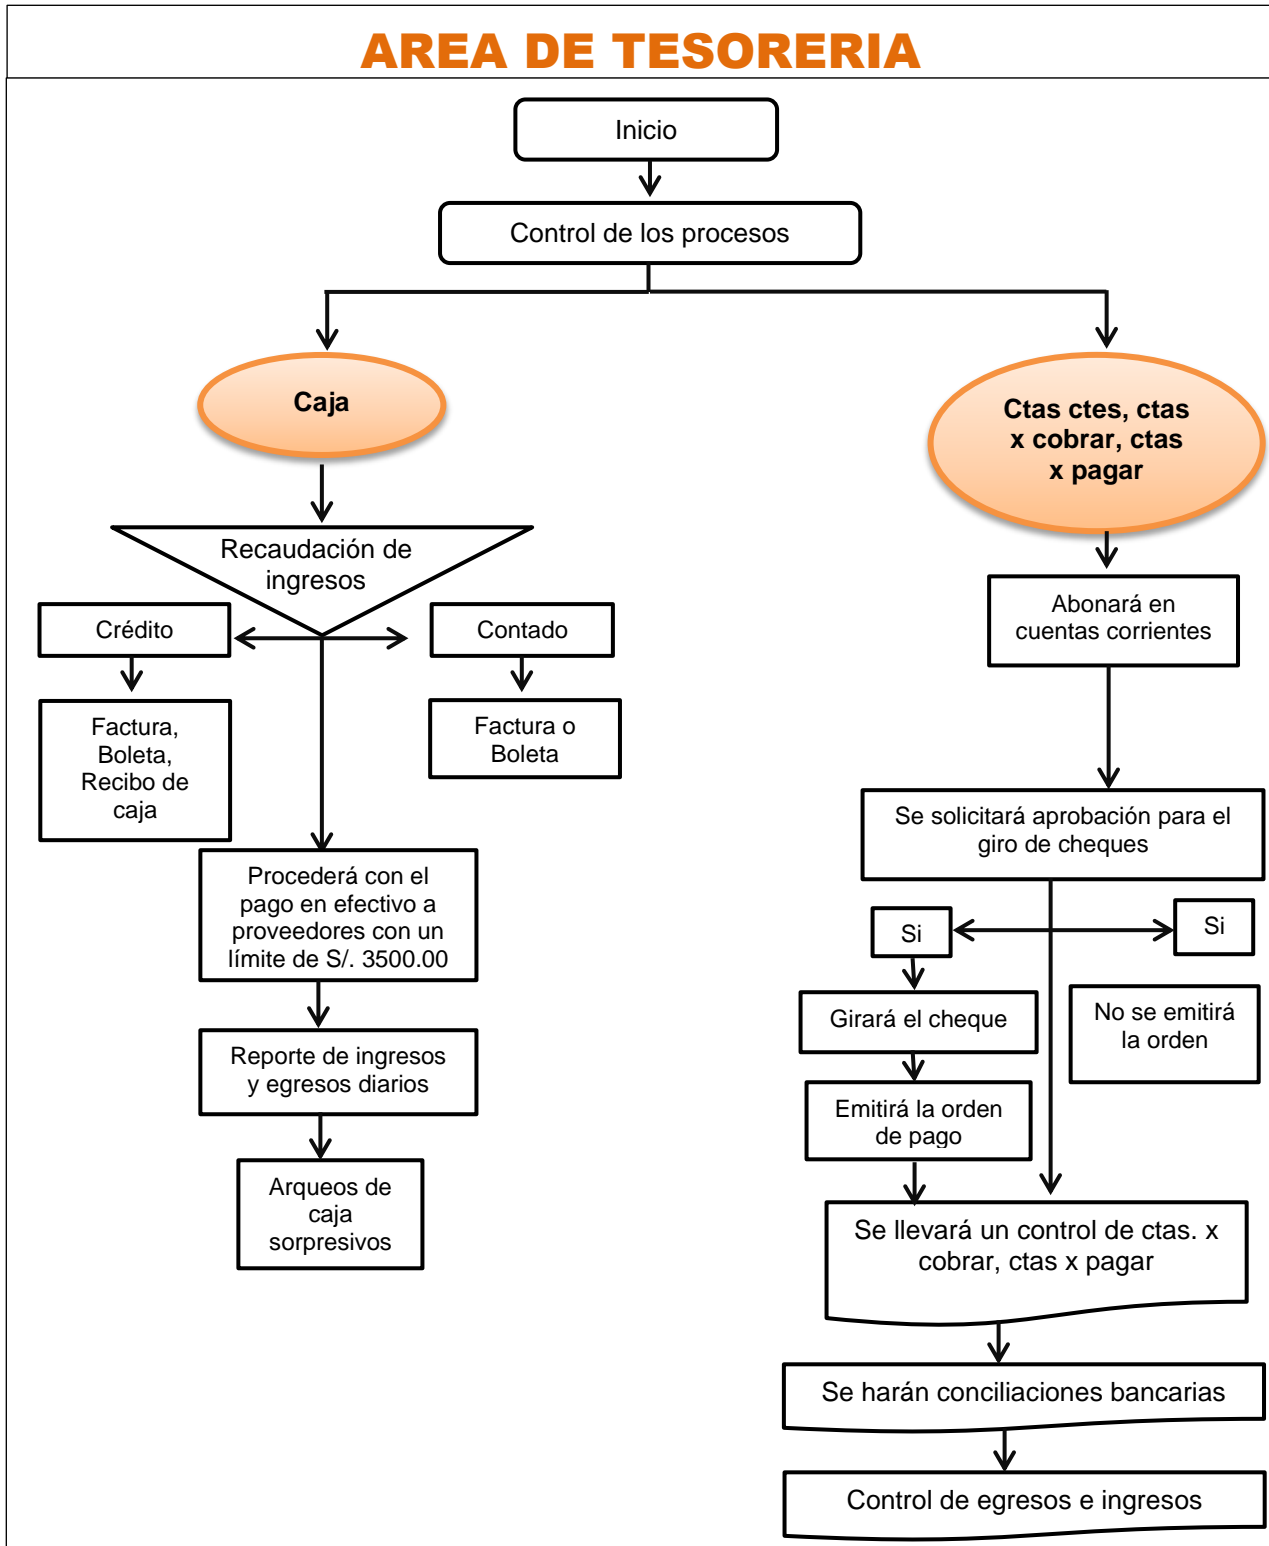 AREA DE TESORERIA
Inicio
Control de los procesos
Caja
Recaudación de
ingresos
Crédito
Contado
Factura,
Boleta,
Recibo de
caja
Factura o
Boleta
Procederá con el
pago en efectivo a
proveedores con un
límite de S/. 3500.00
Reporte de ingresos
y egresos diarios
Arqueos de
caja
sorpresivos
Ctas ctes, ctas
x cobrar, ctas
x pagar
Abonará en
cuentas corrientes
Se solicitará aprobación para el
giro de cheques
Si
Si
Girará el cheque
No se emitirá
la orden
Emitirá la orden
de pago
Se llevará un control de ctas. x
cobrar, ctas x pagar
Se harán conciliaciones bancarias
Control de egresos e ingresos